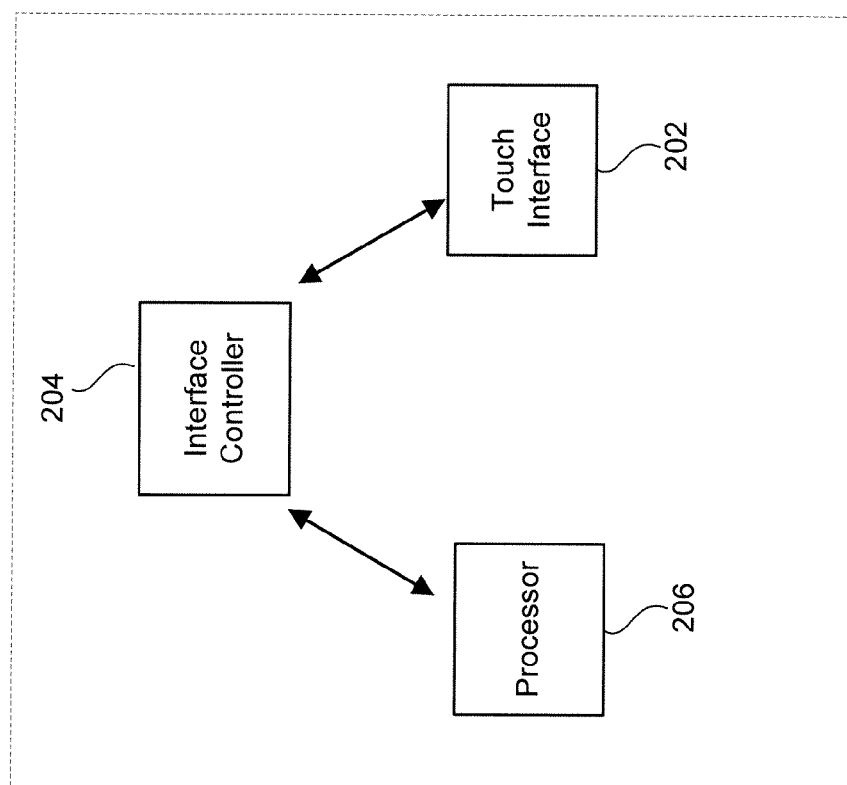 204
Interface
Controller
Touch
Interface
202
Processor
206